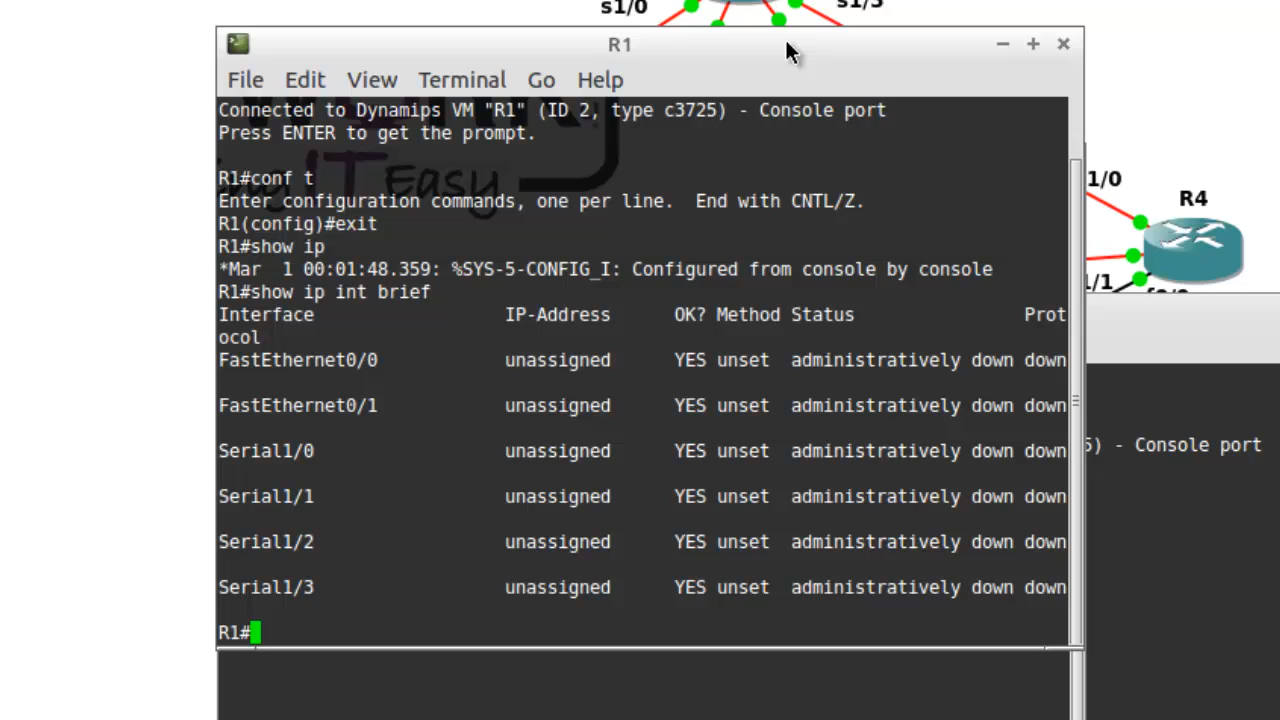 s1/0
s1/3
R1
File Edit View Terminal Go Help
Connected to Dynamips VM "R1" (ID 2, type c3725) - Console port
Press ENTER to get the prompt.
R1#conf t
Enter configuration commands, one per line.  End with CNTL/Z.
R1(config)#exit
R1#show ip
*Mar  1 00:01:48.359: %SYS-5-CONFIG_I: Configured from console by console
R1#show ip int brief
Interface                  IP-Address      OK? Method Status                Prot
ocol
FastEthernet0/0            unassigned      YES unset  administratively down down
FastEthernet0/1            unassigned      YES unset  administratively down down
Serial1/0                  unassigned      YES unset  administratively down down
Serial1/1                  unassigned      YES unset  administratively down down
Serial1/2                  unassigned      YES unset  administratively down down
Serial1/3                  unassigned      YES unset  administratively down down
R1#
ing IT Easy
1/0
R4
/1
5) - Console port